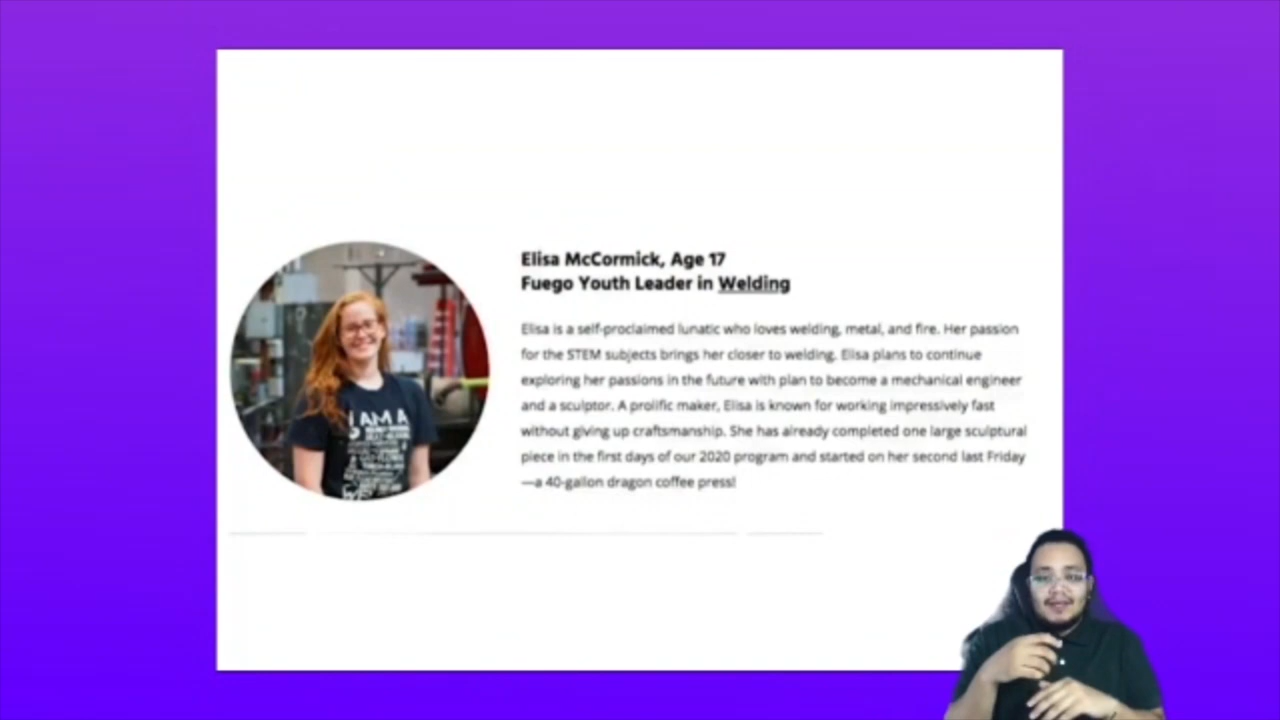 Elisa McCormick, Age 17
Fuego Youth Leader in Welding
Elisa is a self-proclaimed lunatic who loves welding, metal, and fire. Her passion
for the STEM subjects brings her closer to welding. Elisa plans to continue
exploring her passions in the future with plan to become a mechanical engineer
and a sculptor. A prolific maker, Elisa is known for working impressively fast
without giving up craftsmanship. She has already completed one large sculptural
piece in the first days of our 2020 program and started on her second last Friday
—a 40-gallon dragon coffee press!
I AM A